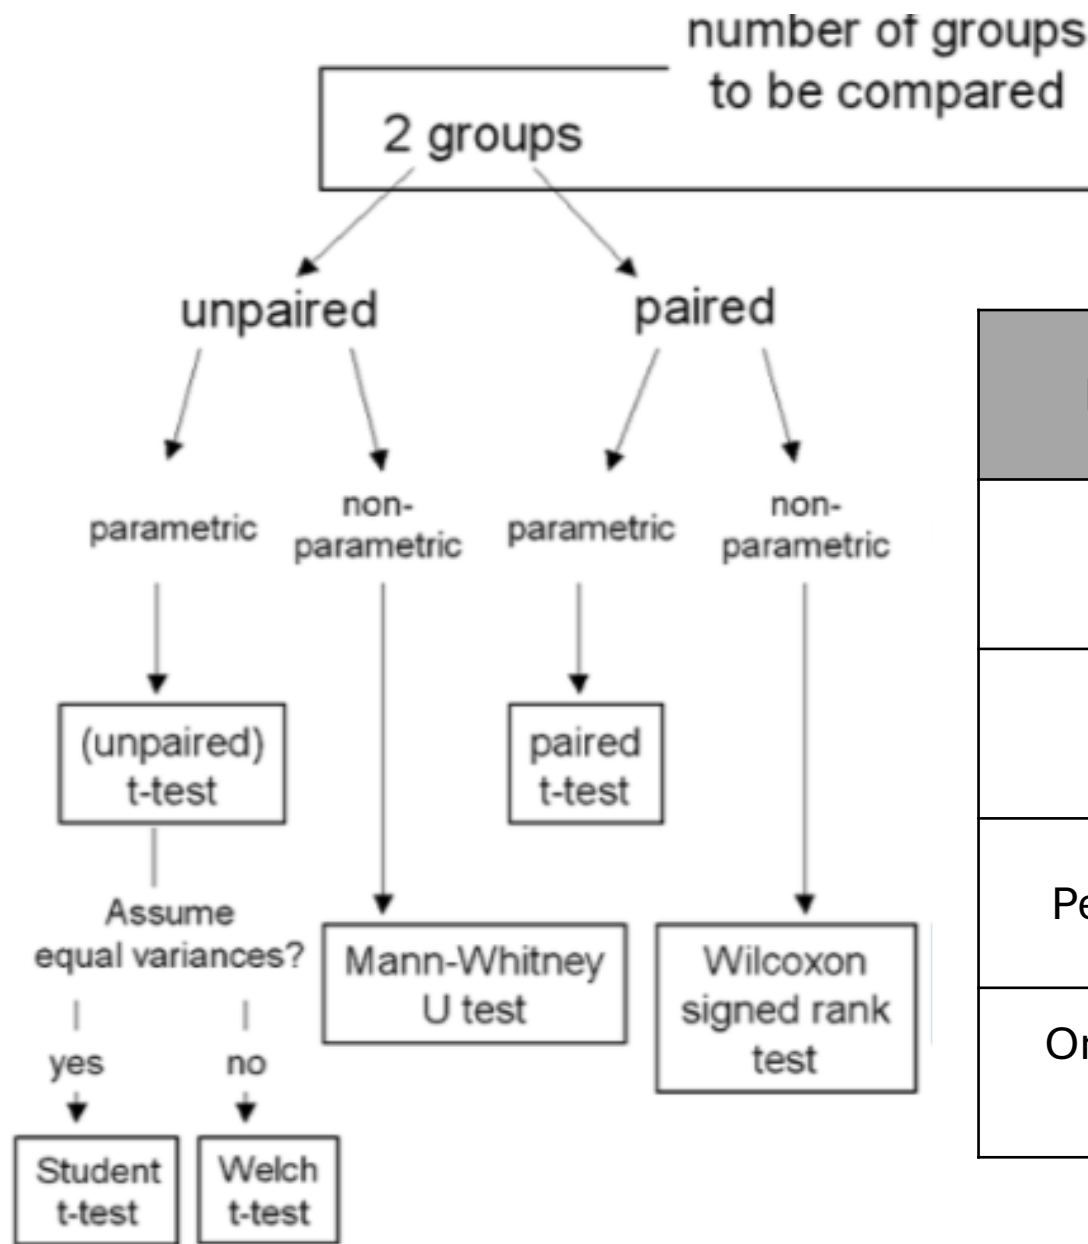 number of groups
to be compared
2 groups
unpaired
paired
parametric
non-
parametric
parametric
non-
parametric
(unpaired)
t-test
paired
t-test
Assume
equal variances?
Mann-Whitney
U test
Wilcoxon
signed rank
test
yes
no
Student
t-test
Welch
t-test
Pe
On